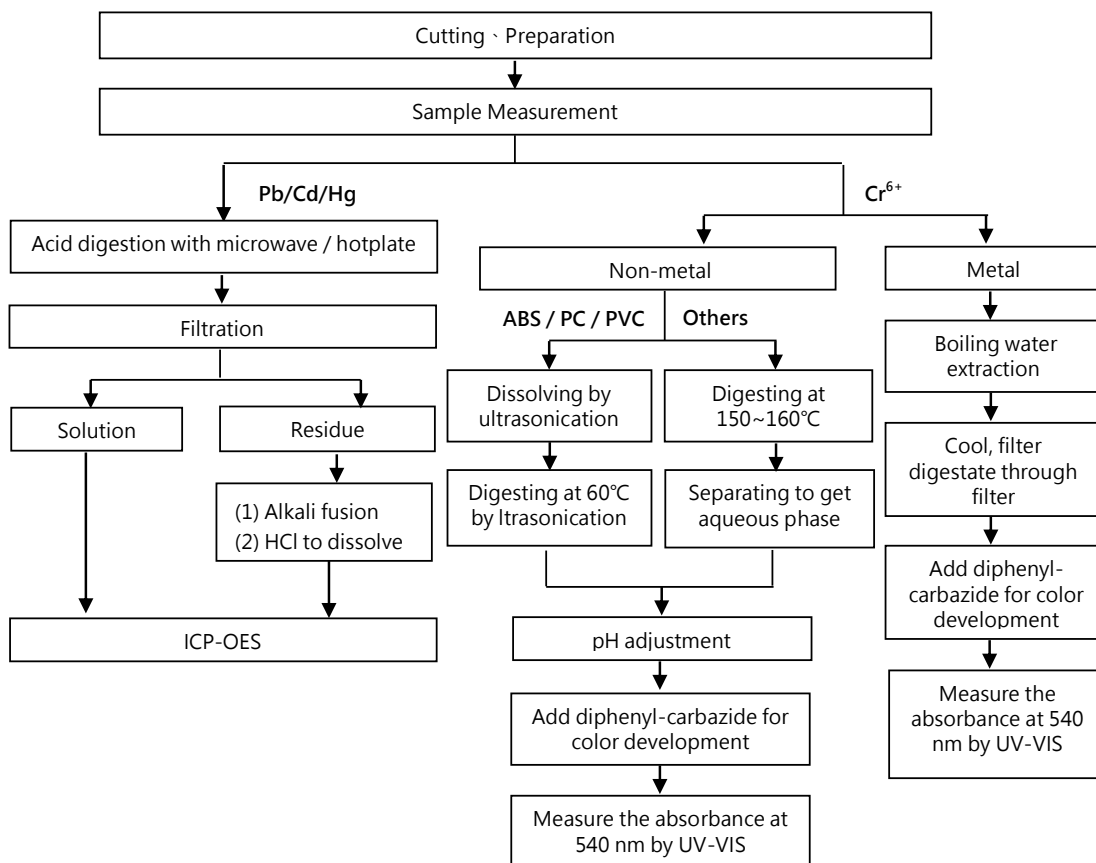 Cutting、Preparation
Sample Measurement
Pb/Cd/Hg
Cr⁶⁺
Acid digestion with microwave / hotplate
Non-metal
Metal
Filtration
ABS / PC / PVC
Others
Boiling water
extraction
Dissolving by
ultrasonication
Digesting at
150~160℃
Solution
Residue
Cool, filter
digestate through
filter
Digesting at 60℃
by ltrasonication
Separating to get
aqueous phase
(1) Alkali fusion
(2) HCl to dissolve
Add diphenyl-
carbazide for color
development
ICP-OES
pH adjustment
Measure the
absorbance at 540
nm by UV-VIS
Add diphenyl-carbazide for
color development
Measure the absorbance at
540 nm by UV-VIS